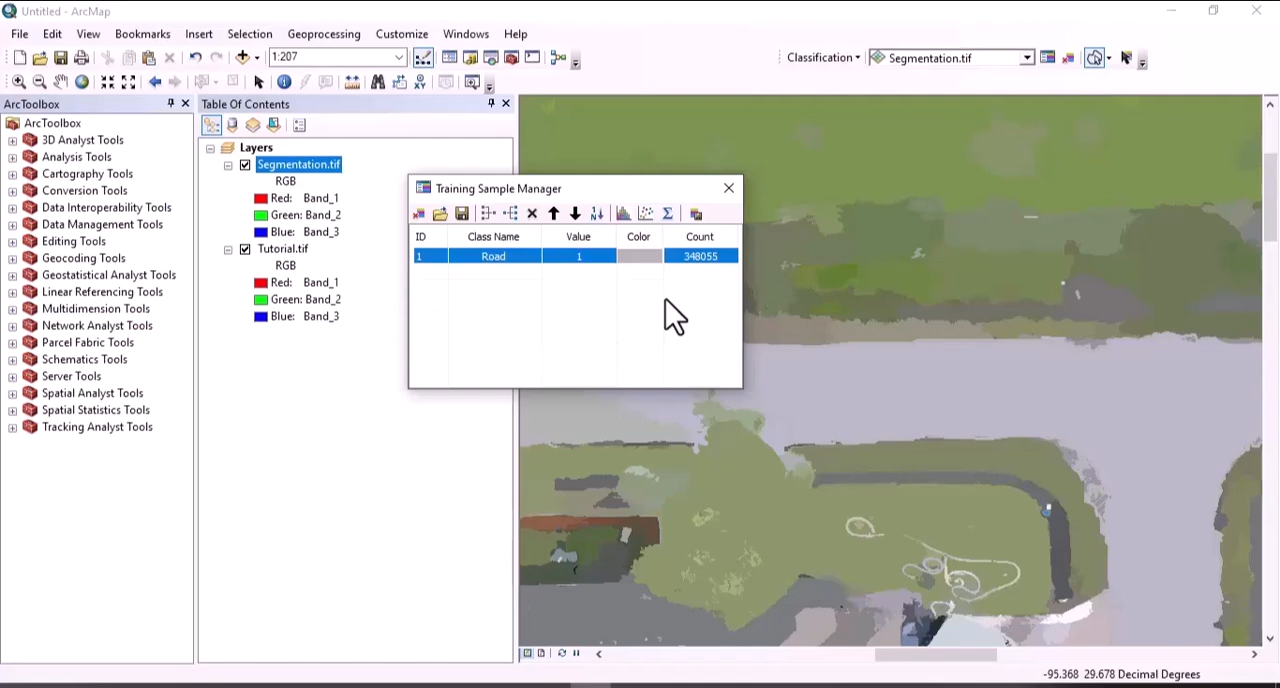 Untitled - ArcMap
File Edit View Bookmarks Insert Selection Geoprocessing Customize Windows Help
1:207
Classification Segmentation.tif
ArcToolbox
ArcToolbox
3D Analyst Tools
Analysis Tools
Cartography Tools
Conversion Tools
Data Interoperability Tools
Data Management Tools
Editing Tools
Geocoding Tools
Geostatistical Analyst Tools
Linear Referencing Tools
Multidimension Tools
Network Analyst Tools
Parcel Fabric Tools
Schematics Tools
Server Tools
Spatial Analyst Tools
Spatial Statistics Tools
Tracking Analyst Tools
Table Of Contents
Layers
Segmentation.tif
RGB
Red: Band_1
Green: Band_2
Blue: Band_3
Tutorial.tif
RGB
Red: Band_1
Green: Band_2
Blue: Band_3
Training Sample Manager
ID Class Name Value Color Count
1 Road 1 348055
-95.368 29.678 Decimal Degrees